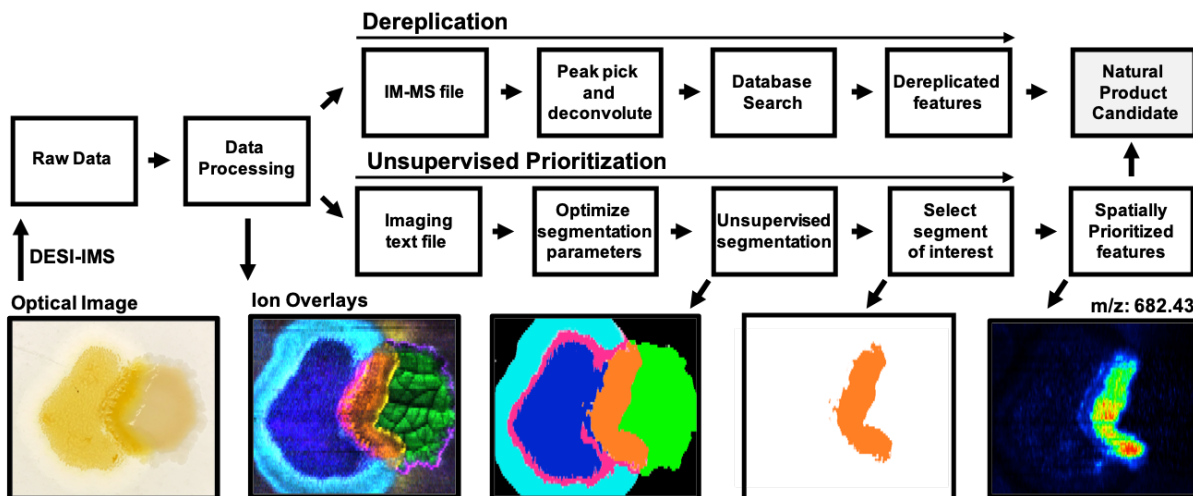 Dereplication
IM-MS file
Peak pick
and
deconvolute
Database
Search
Dereplicated
features
Natural
Product
Candidate
Raw Data
Data
Processing
Unsupervised Prioritization
Imaging
text file
Optimize
segmentation
parameters
Unsupervised
segmentation
Select
segment
of interest
Spatially
Prioritized
features
DESI-IMS
Optical Image
Ion Overlays
m/z: 682.43